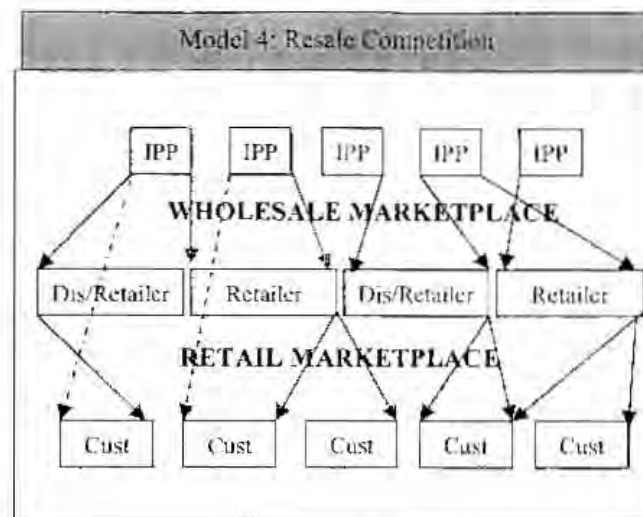 Model 4: Resale Competition
IPP IPP IPP IPP IPP
WHOLESALE MARKETPLACE
Dis/Retailer Retailer Dis/Retailer Retailer
RETAIL MARKETPLACE
Cust Cust Cust Cust Cust